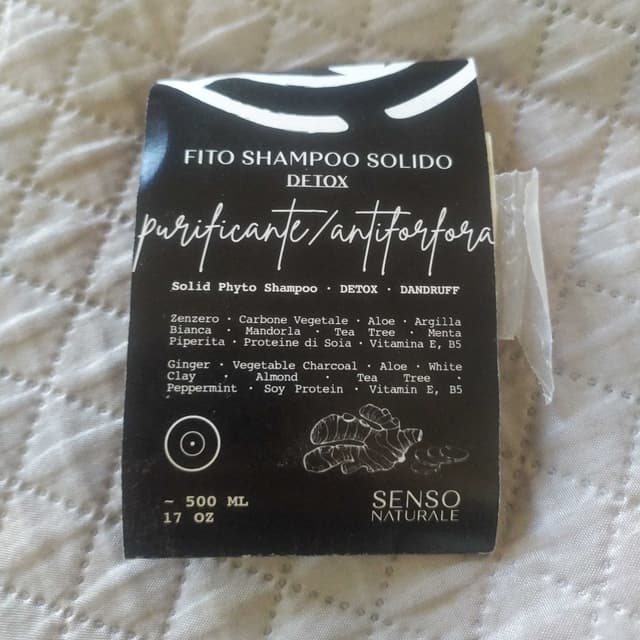 FITO SHAMPOO SOLIDO
DETOX
purificante/antiforfora
Solid Phyto Shampoo · DETOX · DANDRUFF
Zenzero · Carbone Vegetale · Aloe · Argilla
Bianca · Mandorla · Tea Tree · Menta
Piperita · Proteine di Soia · Vitamina E, B5
Ginger · Vegetable Charcoal · Aloe · White
Clay · Almond · Tea Tree ·
Peppermint · Soy Protein · Vitamin E, B5
~ 500 ML
17 OZ
SENSO
NATURALE